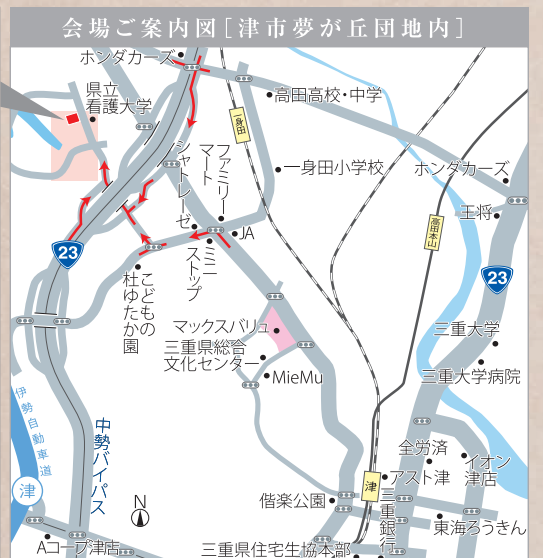 会場ご案内図[津市夢が丘団地内]
ホンダカーズ
県立
看護大学
高田高校・中学
一身田
ファミリー
マート
シャトレーゼ
一身田小学校
ホンダカーズ
王将
高田本山
JA
ミニ
ストップ
23
23
こどもの
杜ゆたか園
マックスバリュ
三重県総合
文化センター
MieMu
三重大学
三重大学病院
伊勢自動車道
津
中勢バイパス
全労済
イオン
津店
津
アスト津
三重銀行
偕楽公園
東海ろうきん
N
Aコープ津店
三重県住宅生協本部